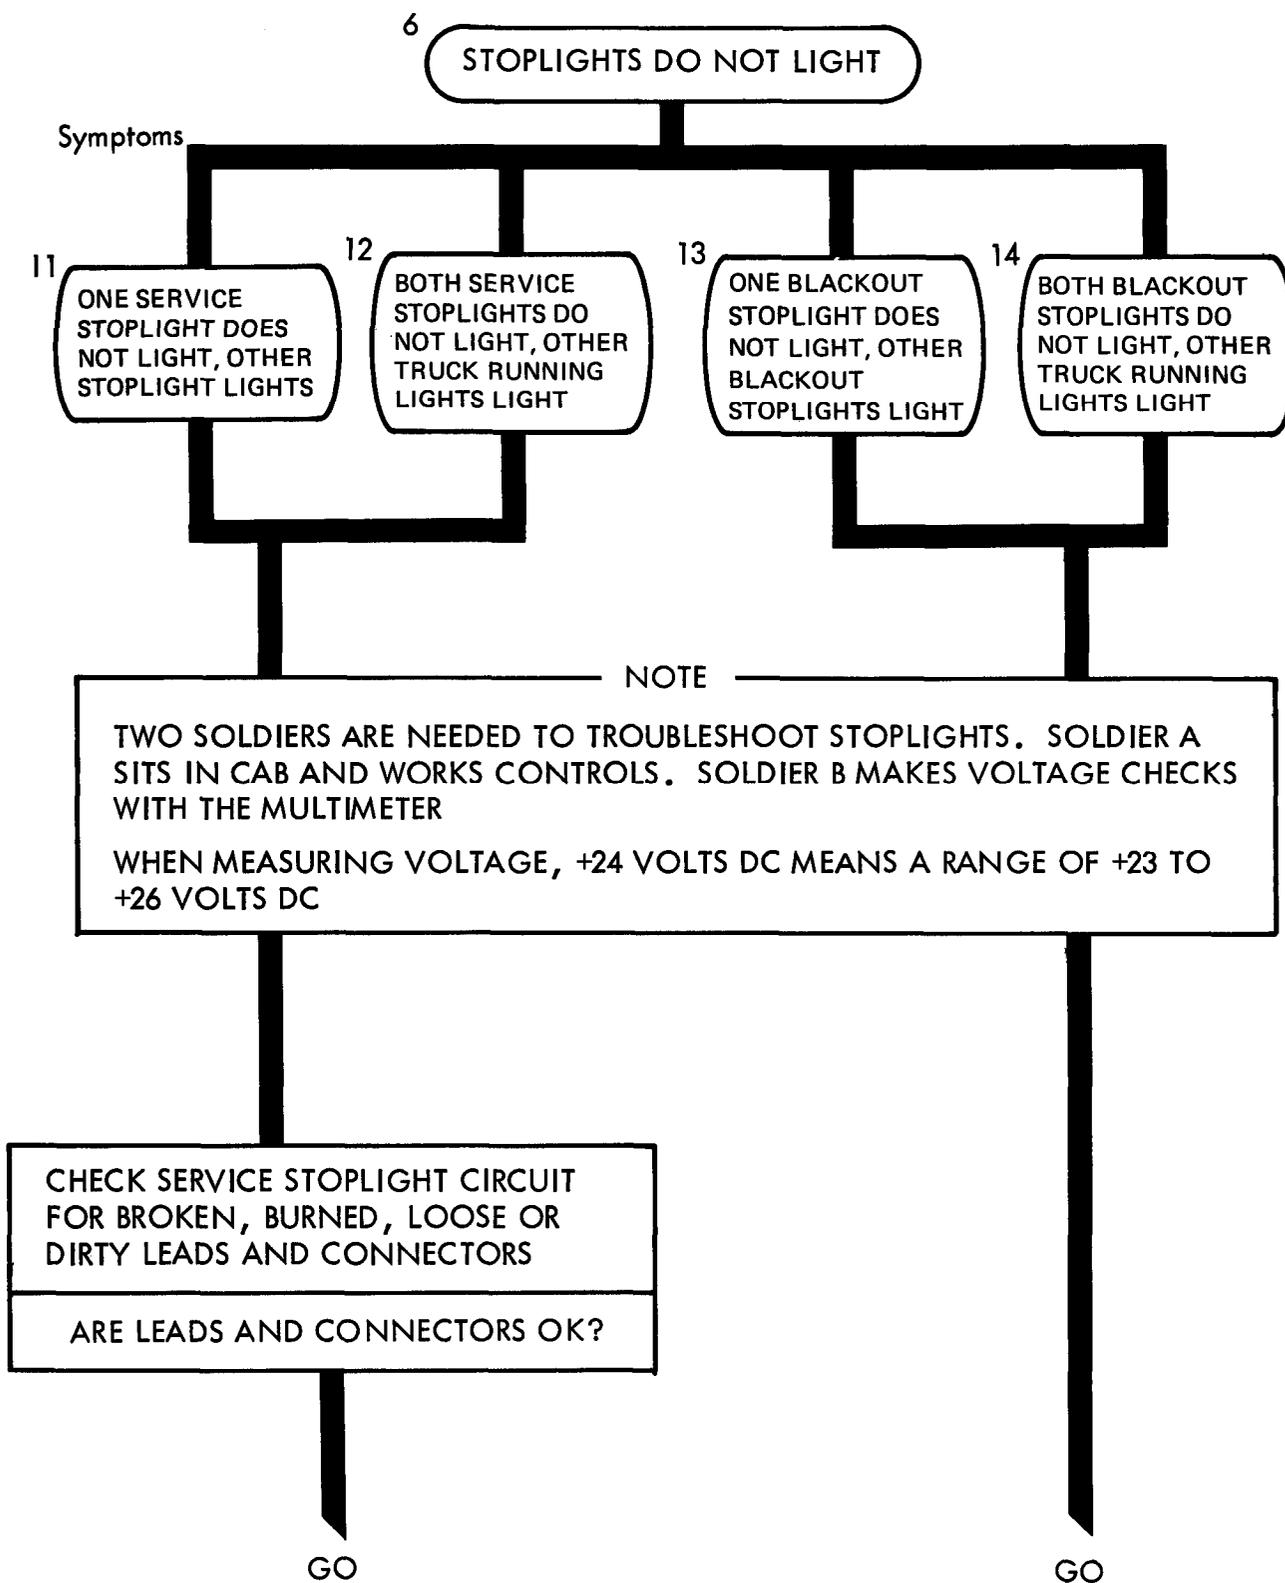 6
STOPLIGHTS DO NOT LIGHT
Symptoms
11
ONE SERVICE
STOPLIGHT DOES
NOT LIGHT, OTHER
STOPLIGHT LIGHTS
12
BOTH SERVICE
STOPLIGHTS DO
NOT LIGHT, OTHER
TRUCK RUNNING
LIGHTS LIGHT
13
ONE BLACKOUT
STOPLIGHT DOES
NOT LIGHT, OTHER
BLACKOUT
STOPLIGHTS LIGHT
14
BOTH BLACKOUT
STOPLIGHTS DO
NOT LIGHT, OTHER
TRUCK RUNNING
LIGHTS LIGHT
NOTE
TWO SOLDIERS ARE NEEDED TO TROUBLESHOOT STOPLIGHTS. SOLDIER A
SITS IN CAB AND WORKS CONTROLS. SOLDIER B MAKES VOLTAGE CHECKS
WITH THE MULTIMETER
WHEN MEASURING VOLTAGE, +24 VOLTS DC MEANS A RANGE OF +23 TO
+26 VOLTS DC
CHECK SERVICE STOPLIGHT CIRCUIT
FOR BROKEN, BURNED, LOOSE OR
DIRTY LEADS AND CONNECTORS
ARE LEADS AND CONNECTORS OK?
GO
GO